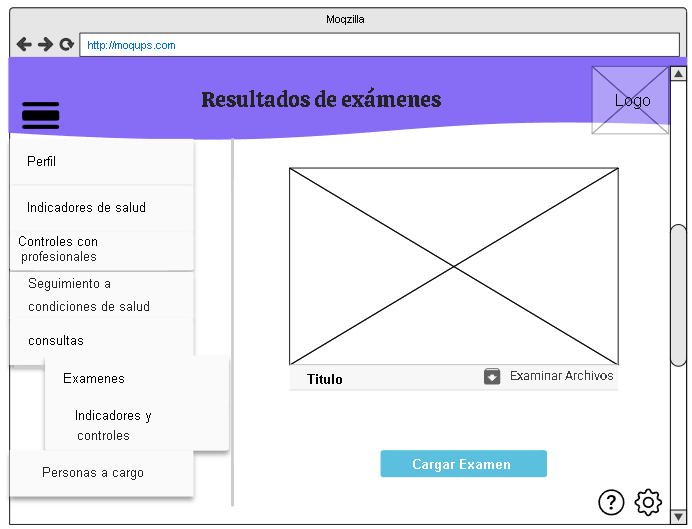 Moqzilla
http://moqups.com
Resultados de exámenes
Logo
Perfil
Indicadores de salud
Controles con
profesionales
Seguimiento a
condiciones de salud
consultas
Examenes
Indicadores y
controles
Personas a cargo
Titulo
Examinar Archivos
Cargar Examen
?